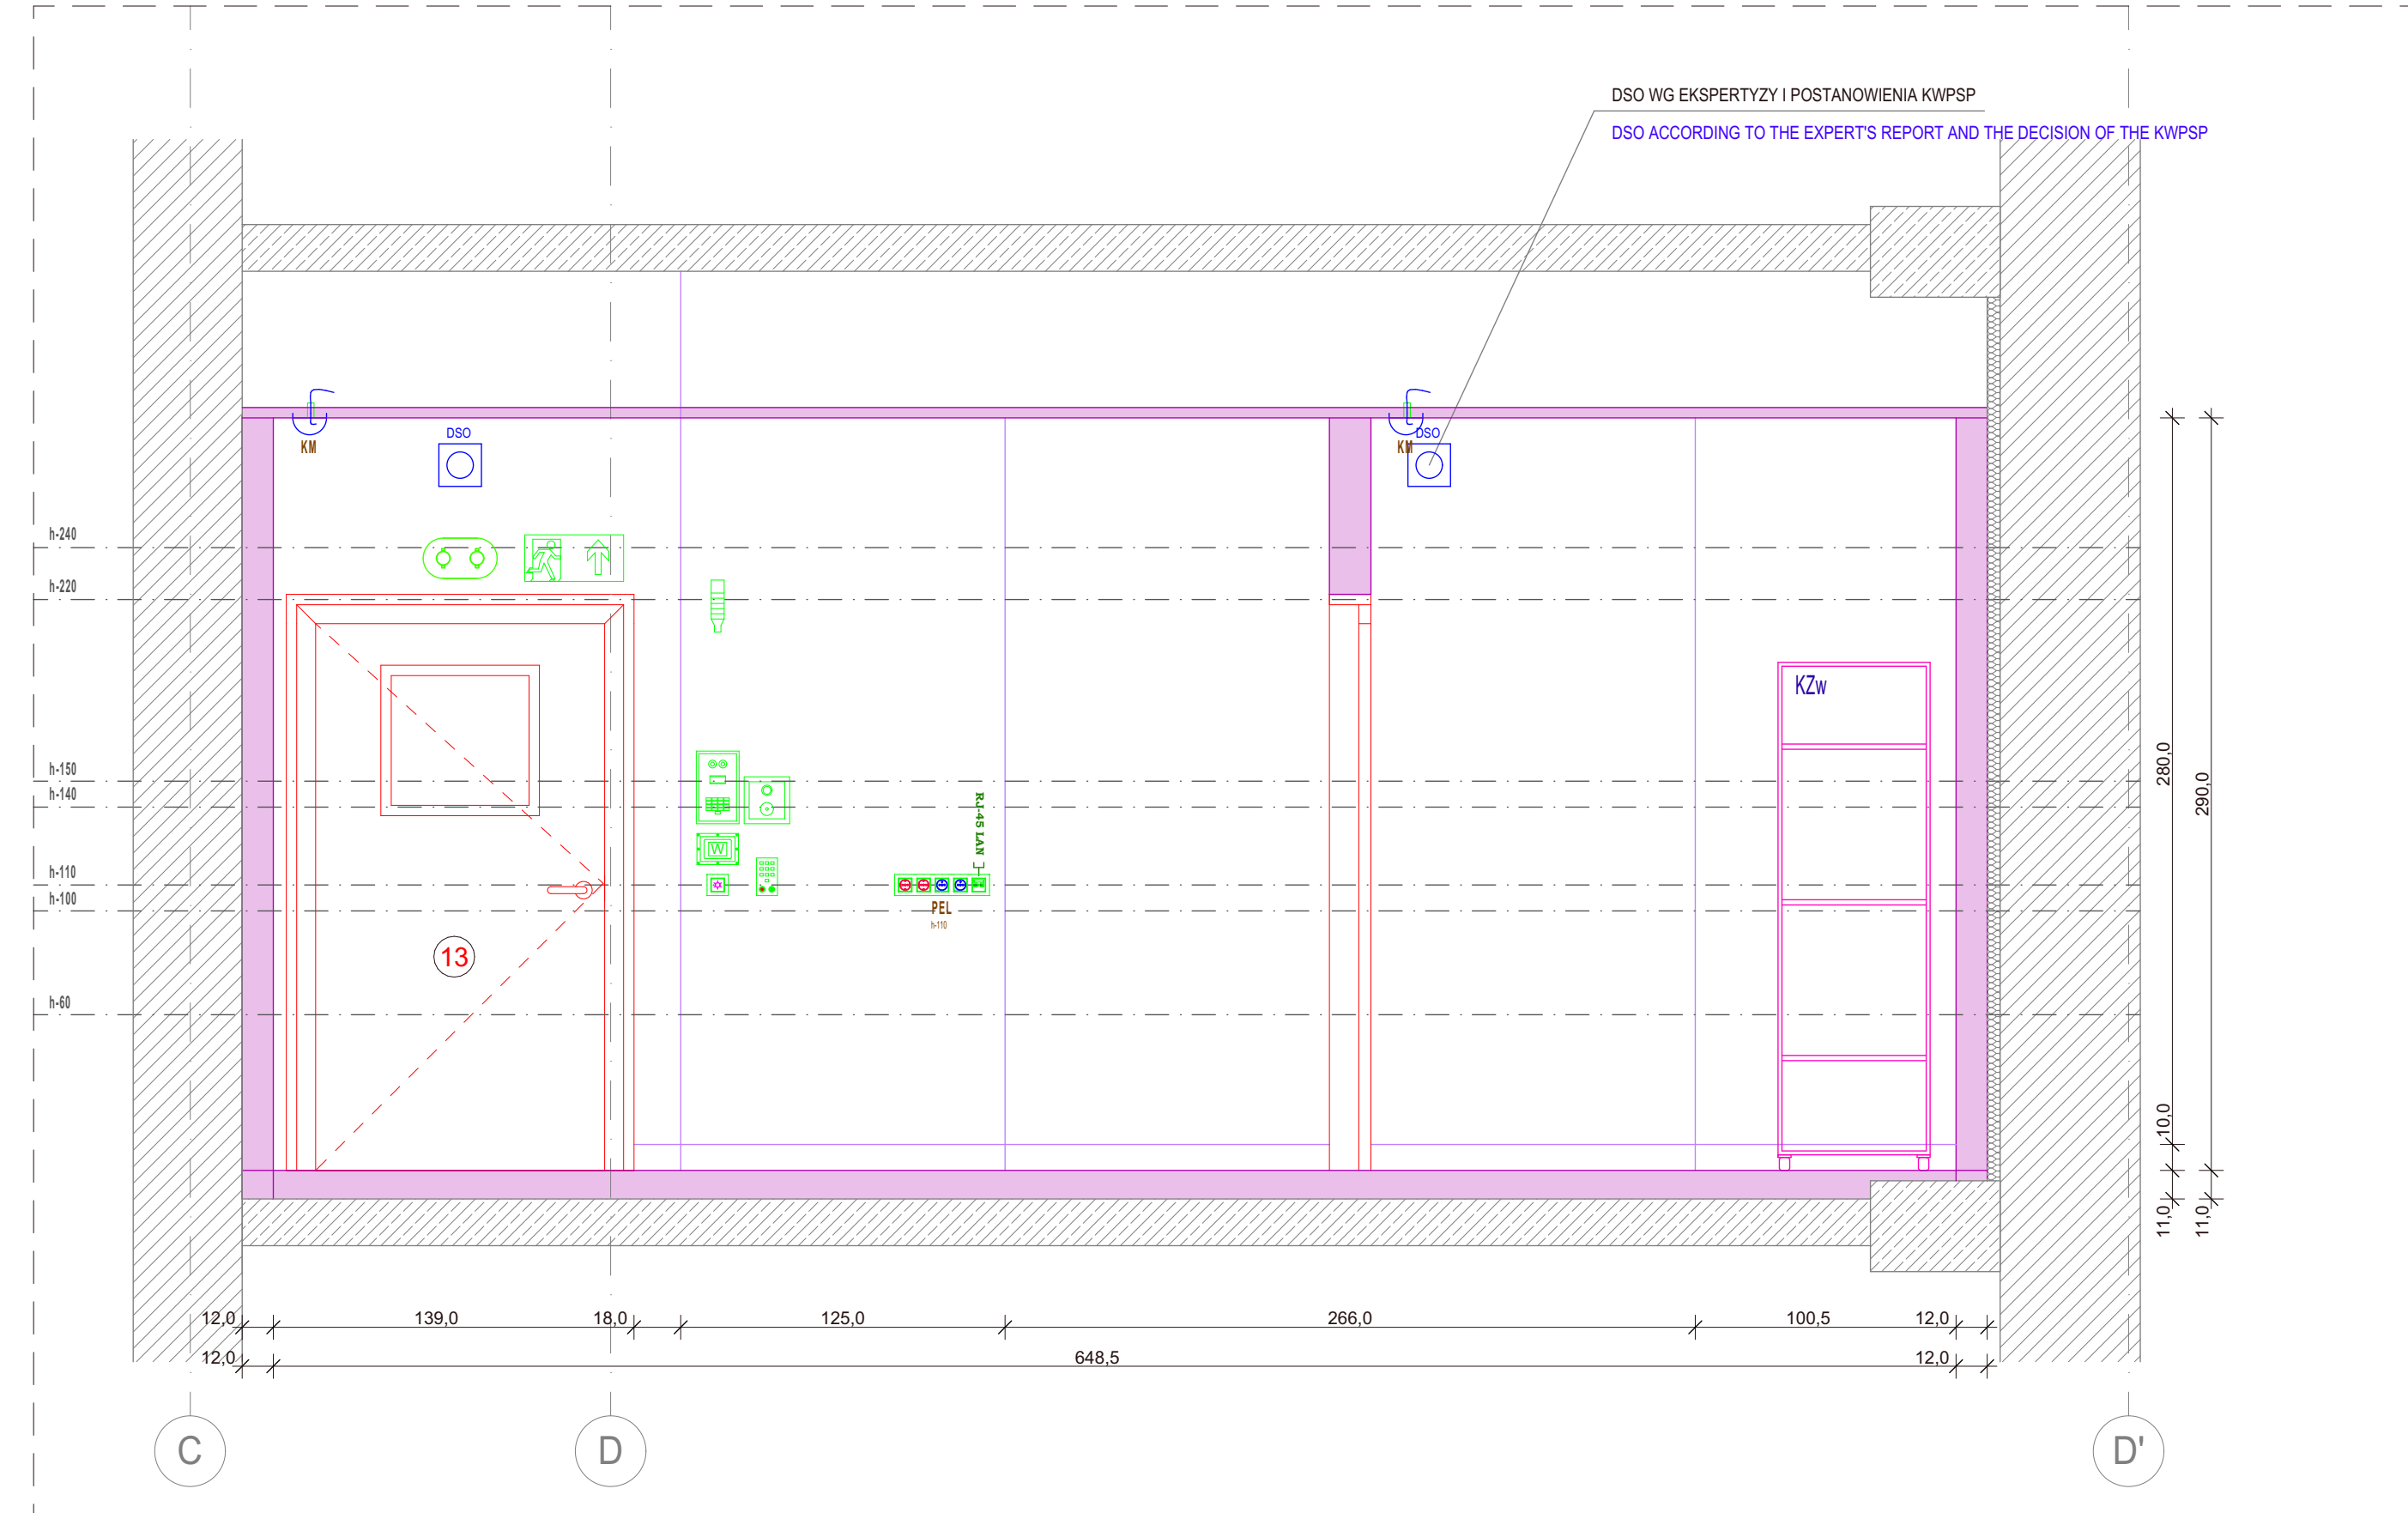 DSO WG EKSPERTYZY I POSTANOWIENIA KWPSP
DSO ACCORDING TO THE EXPERT'S REPORT AND THE DECISION OF THE KWPSP
KM
DSO
KM
DSO
h-240
h-220
h-150
h-140
h-110
h-100
h-60
KZw
W
RJ-45 LAN
PEL
h-110
13
280,0
290,0
10,0
11,0
11,0
12,0
139,0
18,0
125,0
266,0
100,5
12,0
12,0
648,5
12,0
C
D
D'